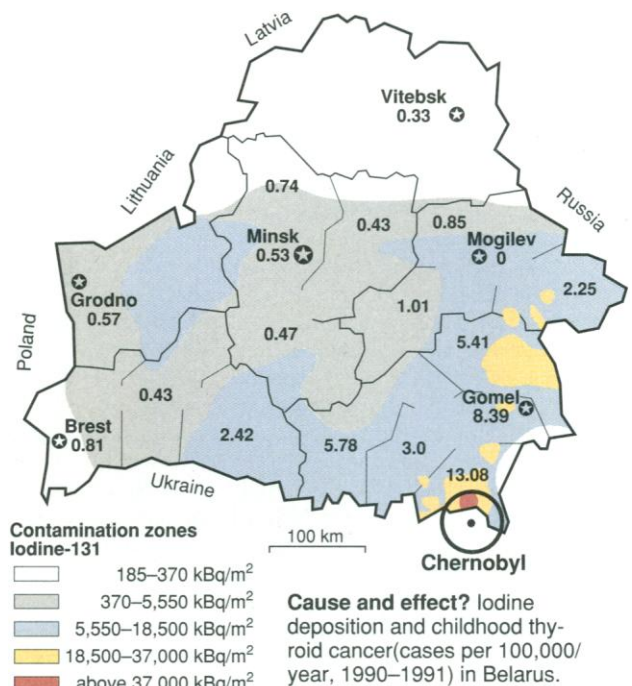 Latvia
Vitebsk
0.33
Lithuania
Russia
0.74
0.43
0.85
Minsk
0.53
Mogilev
0
Grodno
0.57
2.25
1.01
Poland
0.47
5.41
0.43
Gomel
8.39
Brest
0.81
2.42
5.78
3.0
13.08
Ukraine
100 km
Chernobyl
Contamination zones
Iodine-131
185–370 kBq/m²
370–5,550 kBq/m²
5,550–18,500 kBq/m²
18,500–37,000 kBq/m²
above 37,000 kBq/m²
Cause and effect? Iodine
deposition and childhood thy-
roid cancer(cases per 100,000/
year, 1990–1991) in Belarus.